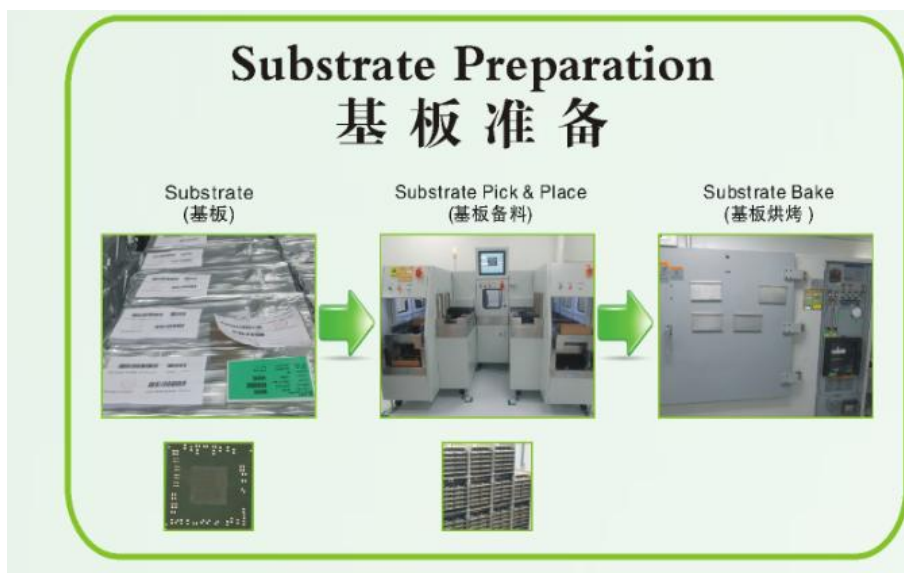 Substrate Preparation
基板准备
Substrate
(基板)
Substrate Pick & Place
(基板备料)
Substrate Bake
(基板烘烤 )